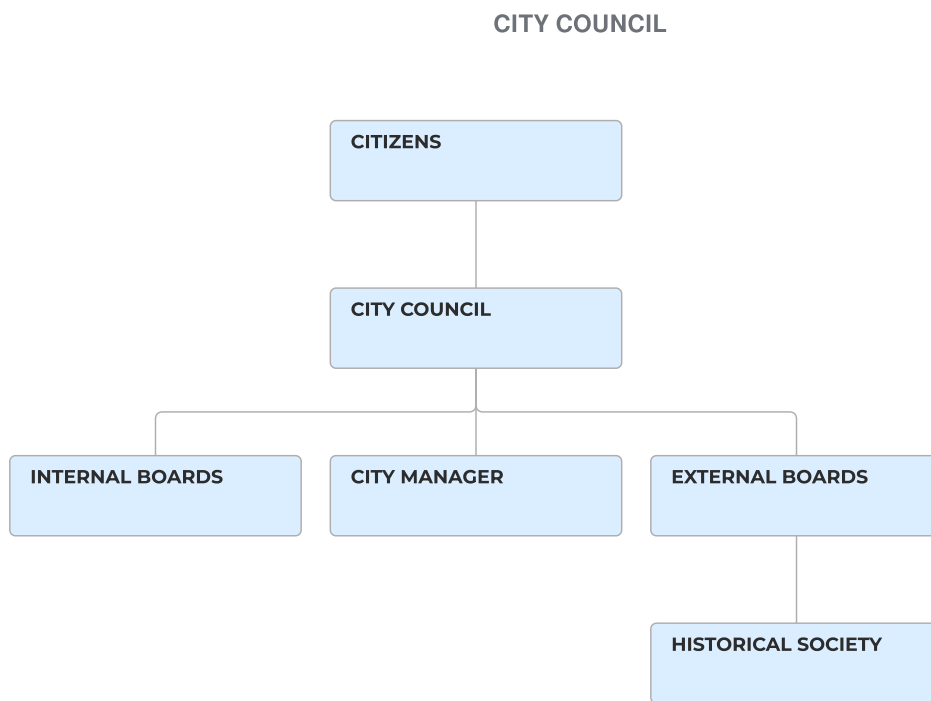 CITY COUNCIL
CITIZENS
CITY COUNCIL
INTERNAL BOARDS
CITY MANAGER
EXTERNAL BOARDS
HISTORICAL SOCIETY